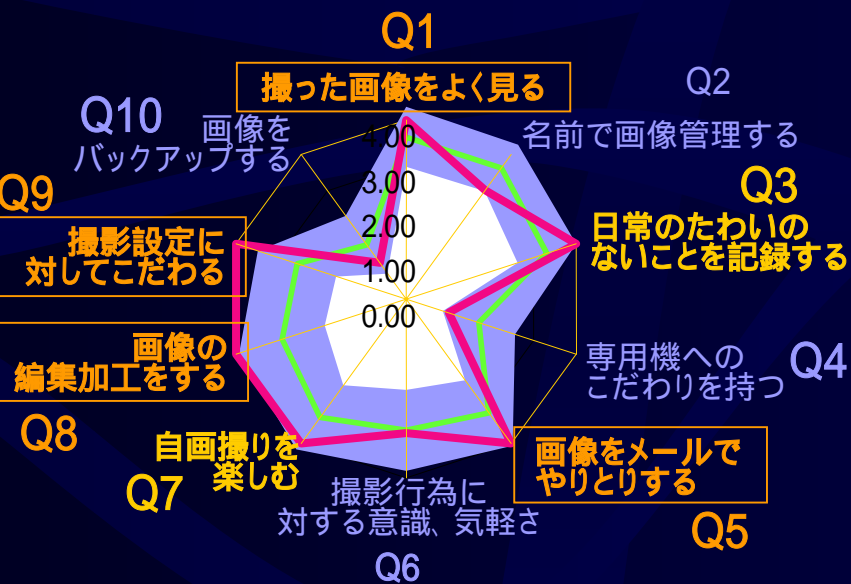 Q1
撮った画像をよく見る
Q2
名前で画像管理する
Q3
日常のたわいの
ないことを記録する
専用機への
こだわりを持つ
Q4
画像をメールで
やりとりする
Q5
撮影行為に
対する意識、気軽さ
Q6
自画撮りを
楽しむ
Q7
画像の
編集加工をする
Q8
Q9
撮影設定に
対してこだわる
Q10
画像を
バックアップする
4.00
3.00
2.00
1.00
0.00